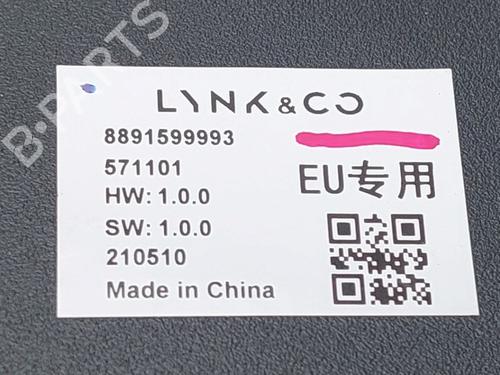 B-PARTS
LYNK & CO
8891599993
571101
EU专用
HW: 1.0.0
SW: 1.0.0
210510
Made in China